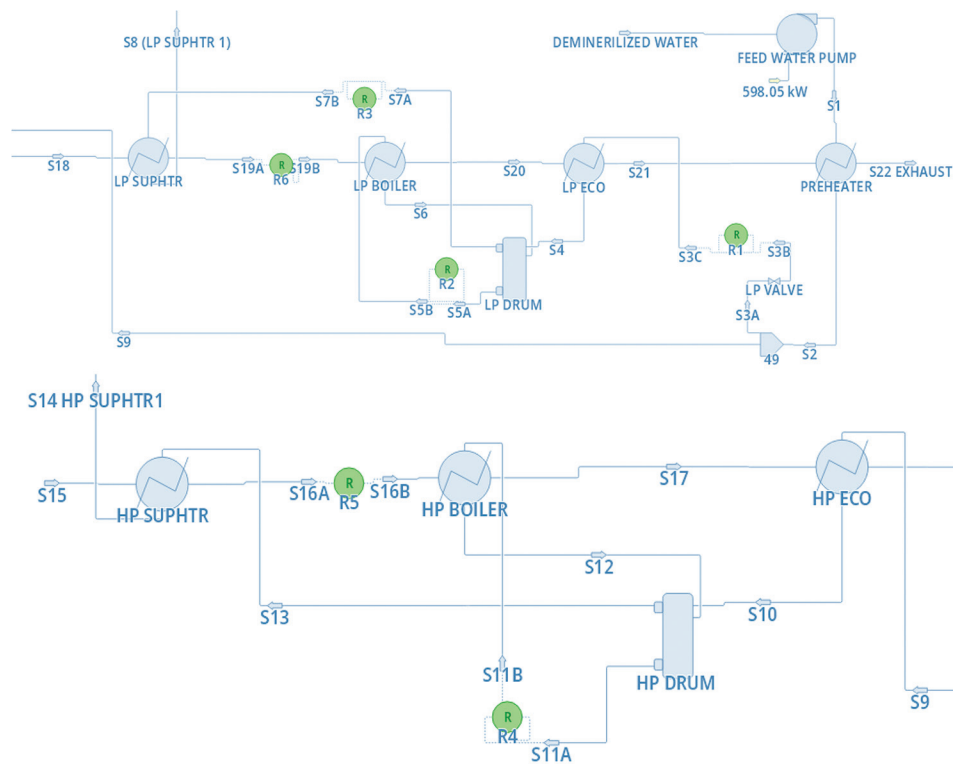 S8 (LP SUPHTR 1)
DEMINERILIZED WATER
FEED WATER PUMP
598.05 kW
S1
S7B
S7A
R
R3
S18
LP SUPHTR
S19A
R
R6
S19B
LP BOILER
S20
LP ECO
S21
PREHEATER
S22 EXHAUST
S6
S4
R
R1
S3C
S3B
R
R2
LP DRUM
S5B
S5A
LP VALVE
S3A
S9
49
S2
S14 HP SUPHTR1
S15
HP SUPHTR
S16A
R
R5
S16B
HP BOILER
S17
HP ECO
S12
S13
S10
S11B
HP DRUM
S9
R
R4
S11A